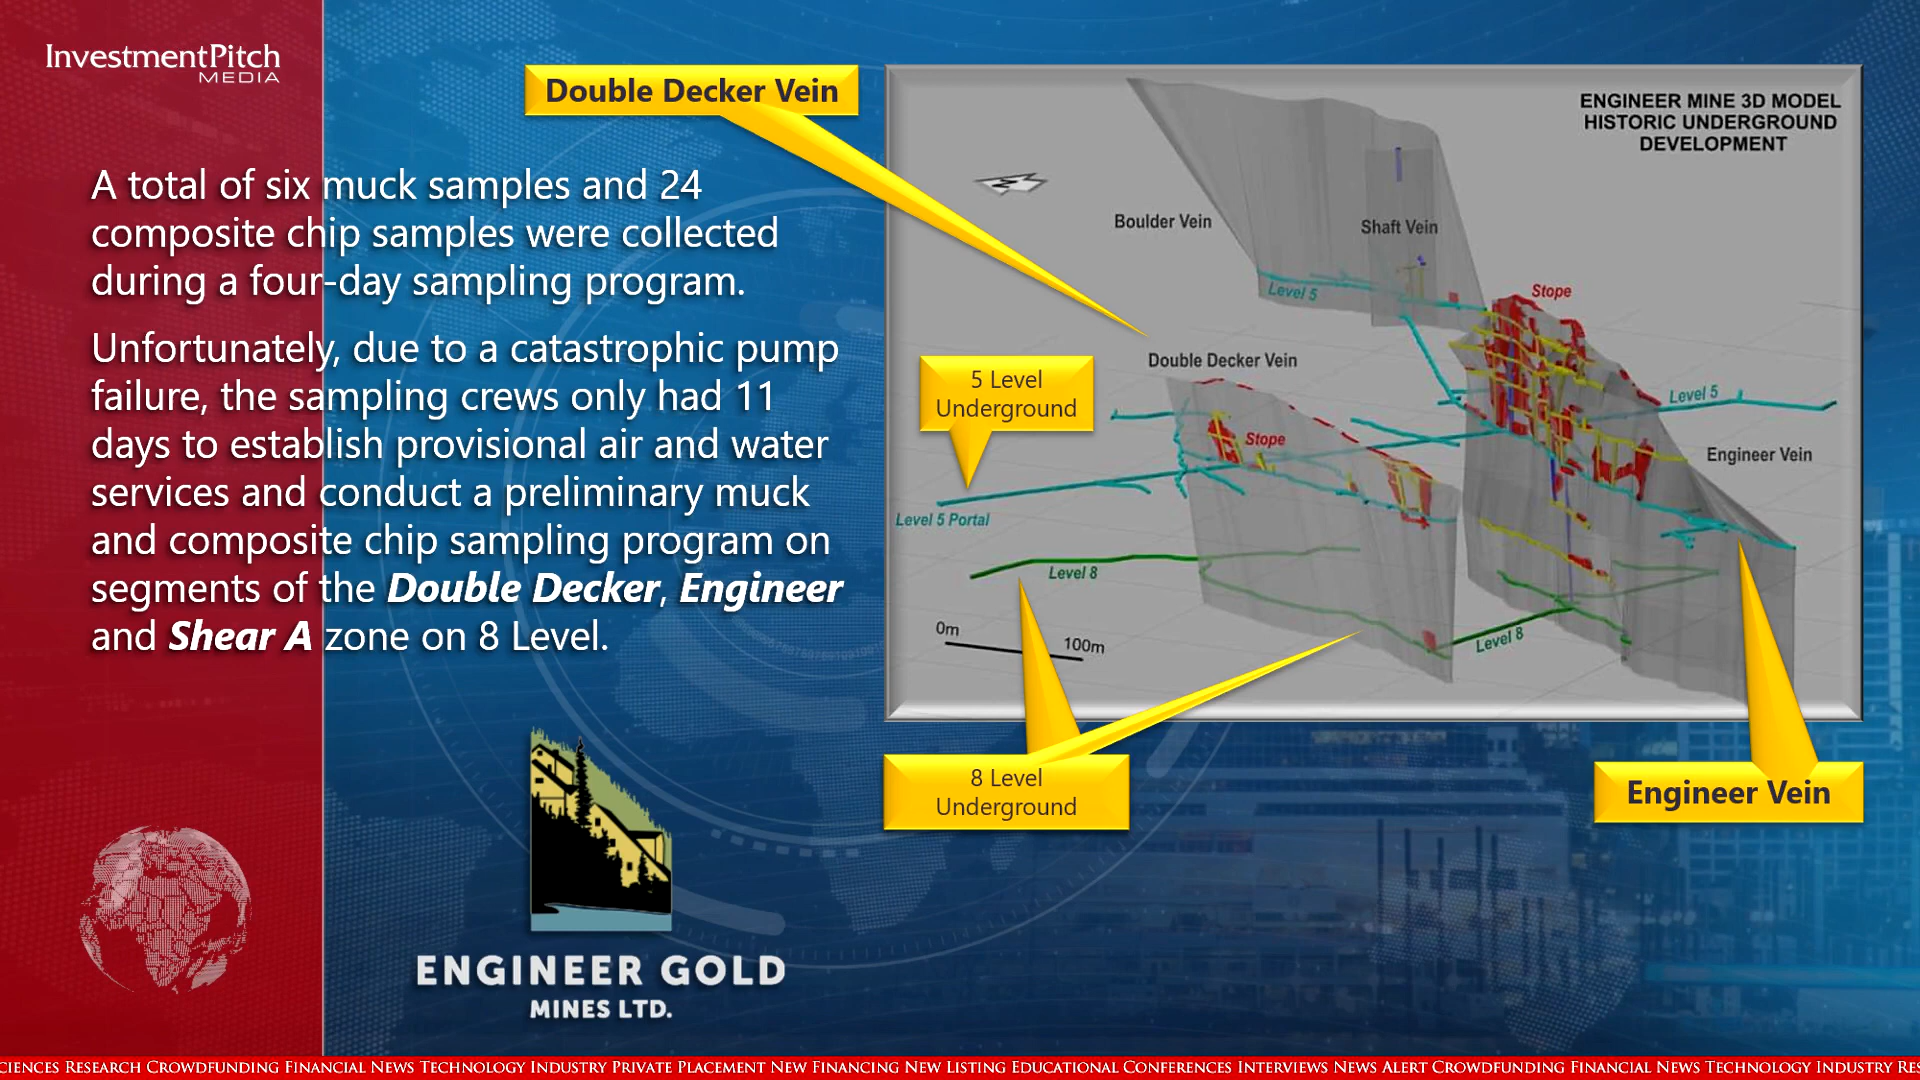 InvestmentPitch
MEDIA
Double Decker Vein
A total of six muck samples and 24
composite chip samples were collected
during a four-day sampling program.
Unfortunately, due to a catastrophic pump
failure, the sampling crews only had 11
days to establish provisional air and water
services and conduct a preliminary muck
and composite chip sampling program on
segments of the Double Decker, Engineer
and Shear A zone on 8 Level.
ENGINEER MINE 3D MODEL
HISTORIC UNDERGROUND
DEVELOPMENT
Boulder Vein
Shaft Vein
Level 5
Stope
Double Decker Vein
5 Level
Underground
Level 5
Stope
Engineer Vein
Level 5 Portal
Level 8
0m
100m
Level 8
8 Level
Underground
Engineer Vein
ENGINEER GOLD
MINES LTD.
CIENCES RESEARCH CROWDFUNDING FINANCIAL NEWS TECHNOLOGY INDUSTRY PRIVATE PLACEMENT NEW FINANCING NEW LISTING EDUCATIONAL CONFERENCES INTERVIEWS NEWS ALERT CROWDFUNDING FINANCIAL NEWS TECHNOLOGY INDUSTRY RES